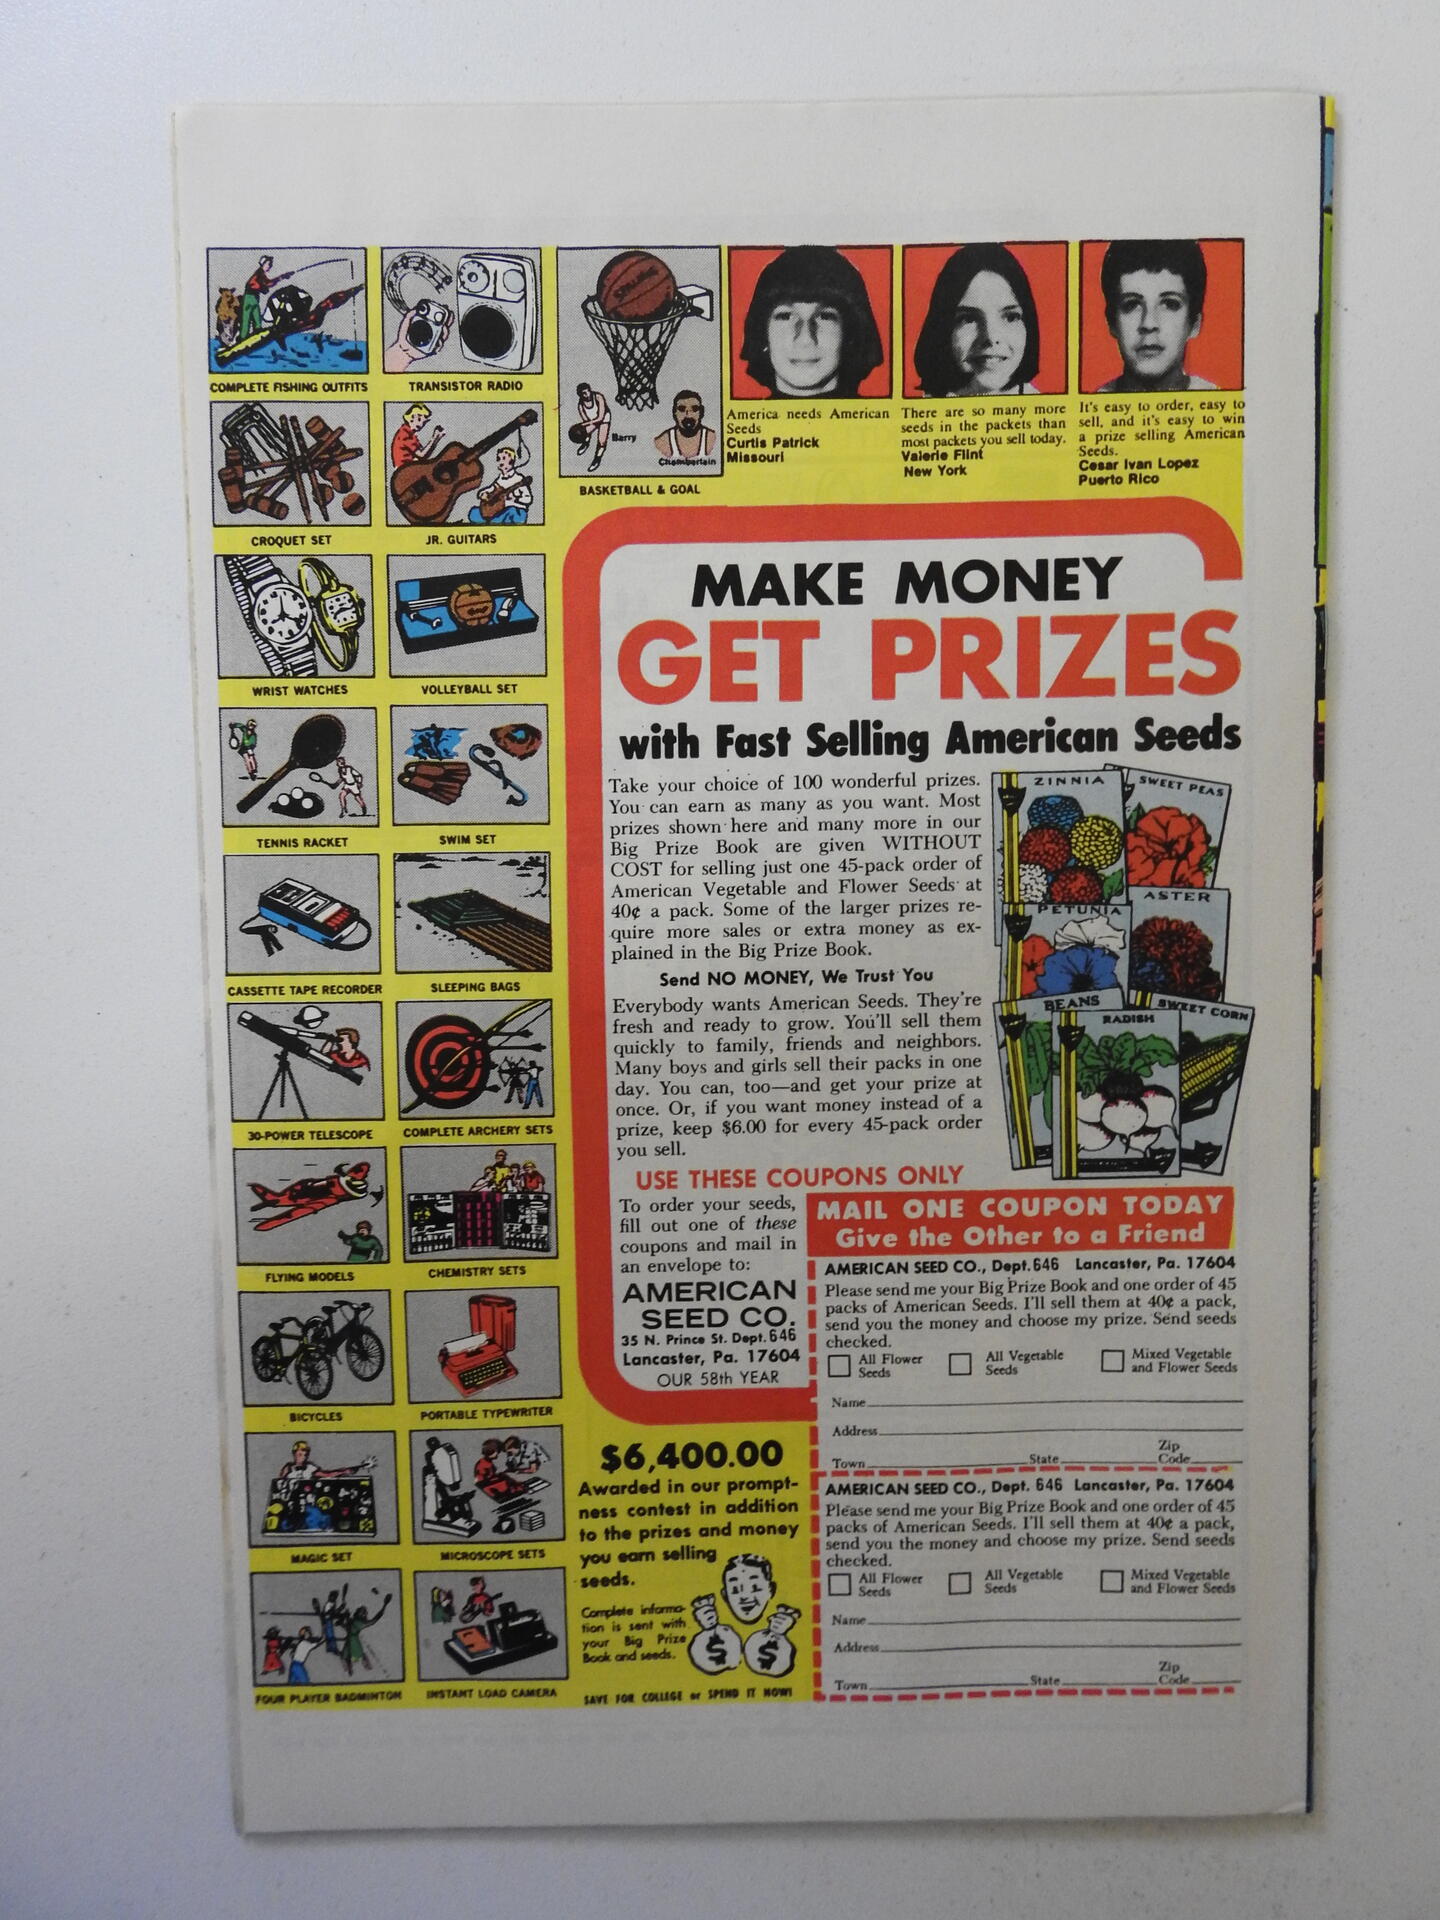 COMPLETE FISHING OUTFITS
TRANSISTOR RADIO
CROQUET SET
JR. GUITARS
WRIST WATCHES
VOLLEYBALL SET
TENNIS RACKET
SWIM SET
CASSETTE TAPE RECORDER
SLEEPING BAGS
30-POWER TELESCOPE
COMPLETE ARCHERY SETS
FLYING MODELS
CHEMISTRY SETS
BICYCLES
PORTABLE TYPEWRITER
MAGIC SET
MICROSCOPE SETS
FOUR PLAYER BADMINTON
INSTANT LOAD CAMERA
SPALDING
Barry
Chamberlain
BASKETBALL & GOAL
America needs American
Seeds
Curtis Patrick
Missouri
There are so many more
seeds in the packets than
most packets you sell today.
Valerie Flint
New York
It's easy to order, easy to
sell, and it's easy to win
a prize selling American
Seeds.
Cesar Ivan Lopez
Puerto Rico
MAKE MONEY
GET PRIZES
with Fast Selling American Seeds
Take your choice of 100 wonderful prizes.
You can earn as many as you want. Most
prizes shown here and many more in our
Big Prize Book are given WITHOUT
COST for selling just one 45-pack order of
American Vegetable and Flower Seeds at
40¢ a pack. Some of the larger prizes re-
quire more sales or extra money as ex-
plained in the Big Prize Book.
Send NO MONEY, We Trust You
Everybody wants American Seeds. They're
fresh and ready to grow. You'll sell them
quickly to family, friends and neighbors.
Many boys and girls sell their packs in one
day. You can, too—and get your prize at
once. Or, if you want money instead of a
prize, keep $6.00 for every 45-pack order
you sell.
ZINNIA
SWEET PEAS
PETUNIA
ASTER
BEANS
RADISH
SWEET CORN
USE THESE COUPONS ONLY
To order your seeds,
fill out one of these
coupons and mail in
an envelope to:
AMERICAN
SEED CO.
35 N. Prince St. Dept. 646
Lancaster, Pa. 17604
OUR 58th YEAR
MAIL ONE COUPON TODAY
Give the Other to a Friend
AMERICAN SEED CO., Dept. 646 Lancaster, Pa. 17604
Please send me your Big Prize Book and one order of 45
packs of American Seeds. I'll sell them at 40¢ a pack,
send you the money and choose my prize. Send seeds
checked.
All Flower
Seeds
All Vegetable
Seeds
Mixed Vegetable
and Flower Seeds
Name
Address
Town State Zip
Code
AMERICAN SEED CO., Dept. 646 Lancaster, Pa. 17604
Please send me your Big Prize Book and one order of 45
packs of American Seeds. I'll sell them at 40¢ a pack,
send you the money and choose my prize. Send seeds
checked.
All Flower
Seeds
All Vegetable
Seeds
Mixed Vegetable
and Flower Seeds
Name
Address
Town State Zip
Code
$6,400.00
Awarded in our prompt-
ness contest in addition
to the prizes and money
you earn selling
seeds.
Complete informa-
tion is sent with
your Big Prize
Book and seeds.
$ $
SAVE FOR COLLEGE or SPEND IT NOW!